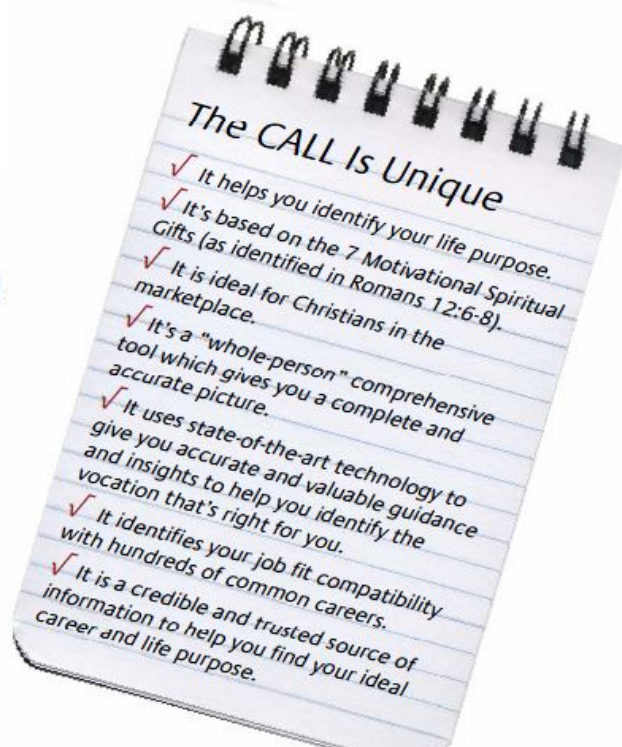 The CALL Is Unique
√ It helps you identify your life purpose.
√ It's based on the 7 Motivational Spiritual
Gifts (as identified in Romans 12:6-8).
√ It is ideal for Christians in the
marketplace.
√ It's a "whole-person" comprehensive
tool which gives you a complete and
accurate picture.
√ It uses state-of-the-art technology to
give you accurate and valuable guidance
and insights to help you identify the
vocation that's right for you.
√ It identifies your job fit compatibility
with hundreds of common careers.
√ It is a credible and trusted source of
information to help you find your ideal
career and life purpose.